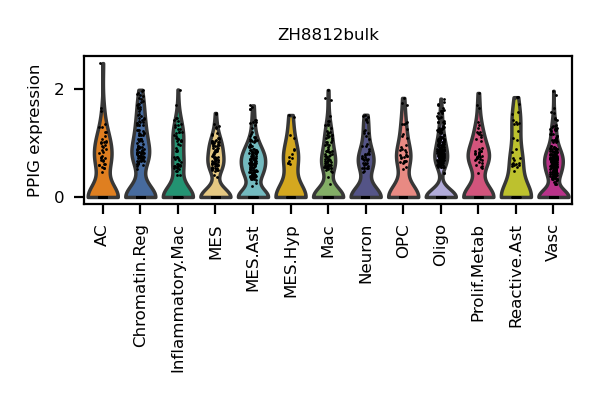 ZH8812bulk
PPIG expression
2
0
AC
Chromatin.Reg
Inflammatory.Mac
MES
MES.Ast
MES.Hyp
Mac
Neuron
OPC
Oligo
Prolif.Metab
Reactive.Ast
Vasc